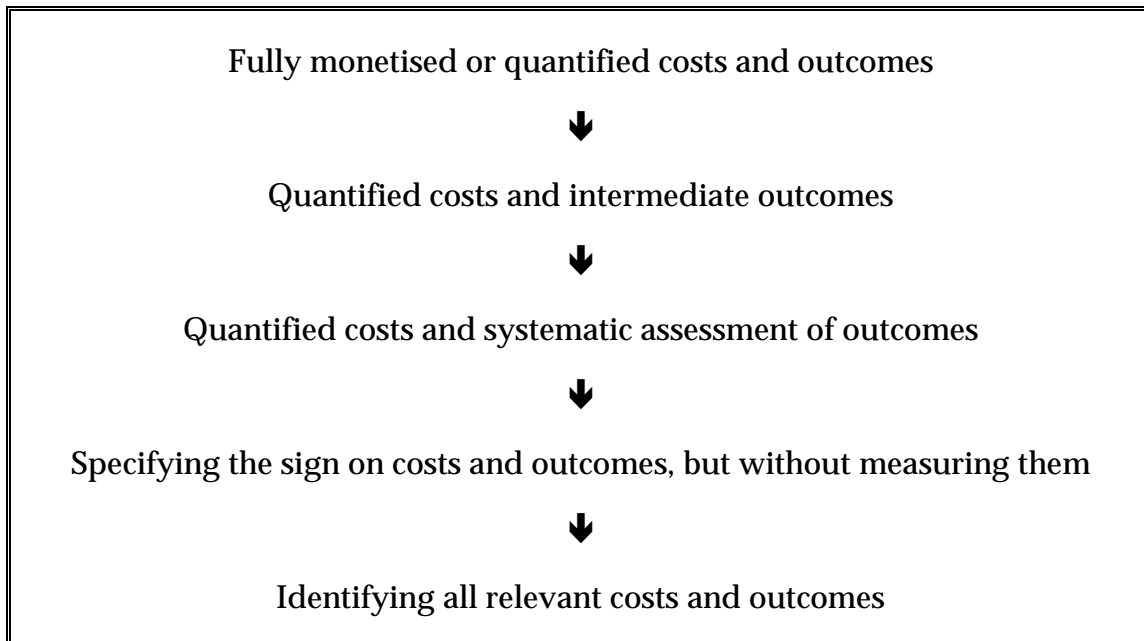 Fully monetised or quantified costs and outcomes
Quantified costs and intermediate outcomes
Quantified costs and systematic assessment of outcomes
Specifying the sign on costs and outcomes, but without measuring them
Identifying all relevant costs and outcomes